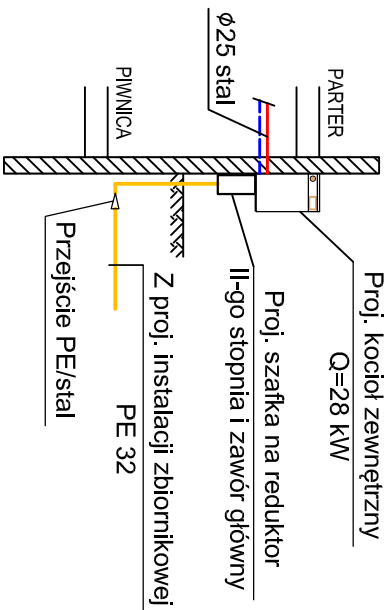 Proj. kocioł zewnętrzny
Q=28 kW
Proj. szafka na reduktor
II-go stopnia i zawór główny
Z proj. instalacji zbiornikowej
PE 32
Przejście PE/stal
PARTER
ø25 stal
PIWNICA